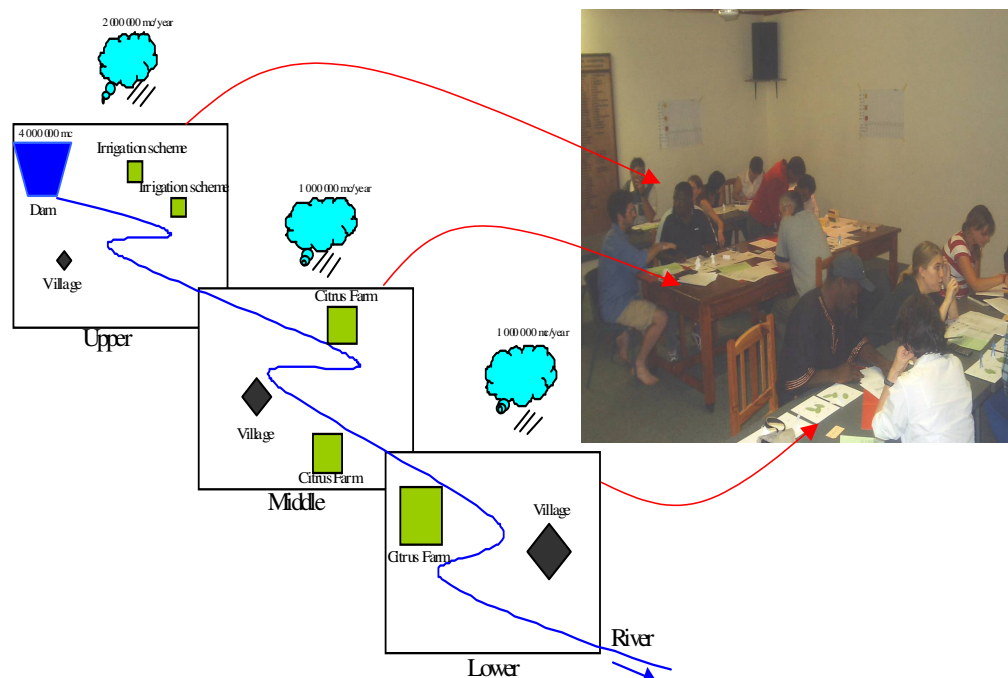 2 000 000 mc/year
4 000 000 mc
Irrigation scheme
Irrigation scheme
Dam
Village
Upper
1 000 000 mc/year
Citrus Farm
Village
Citrus Farm
Middle
1 000 000 mc/year
Village
Citrus Farm
River
Lower